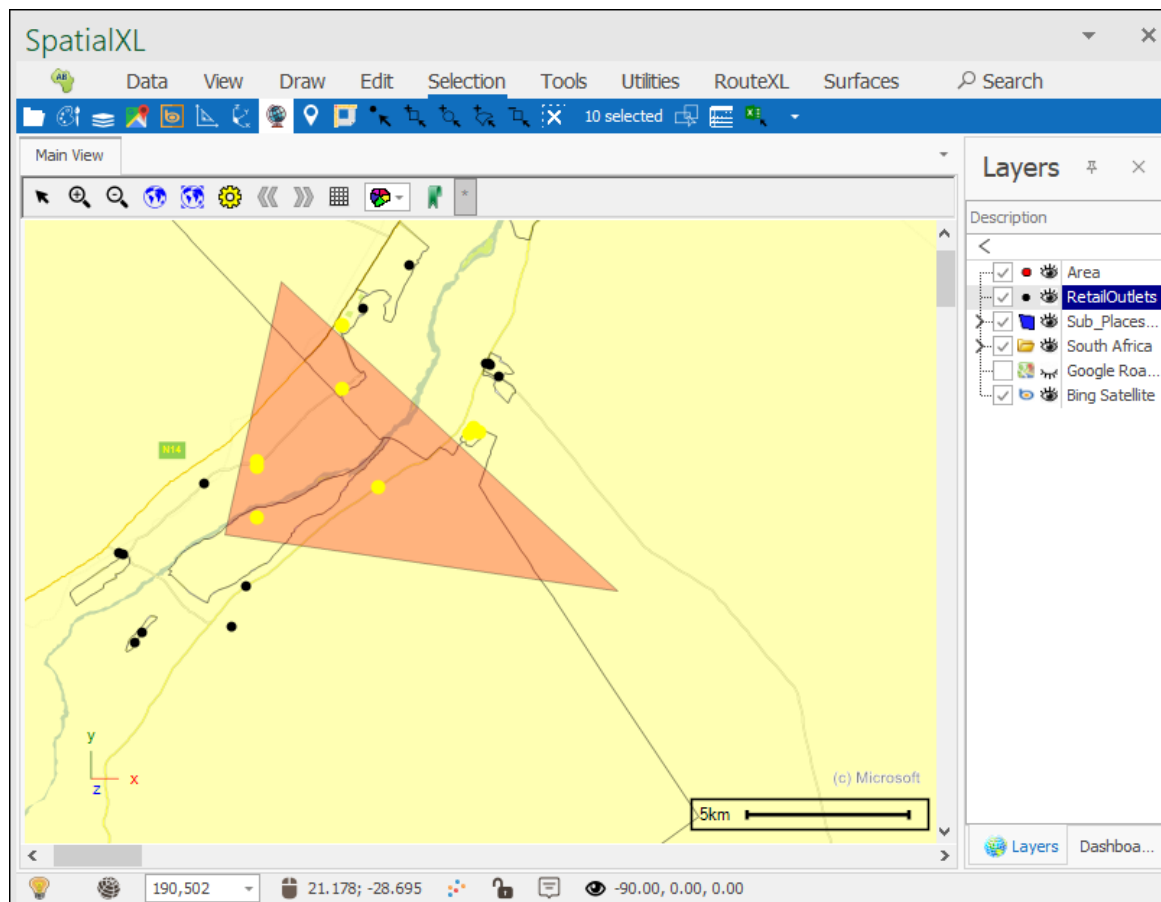 SpatialXL
Data View Draw Edit Selection Tools Utilities RouteXL Surfaces Search
10 selected
Main View
Layers
Description
Area
RetailOutlets
Sub_Places...
South Africa
Google Roa...
Bing Satellite
N14
y
x
z
(c) Microsoft
5km
Layers Dashboa...
190,502 21.178; -28.695 -90.00, 0.00, 0.00